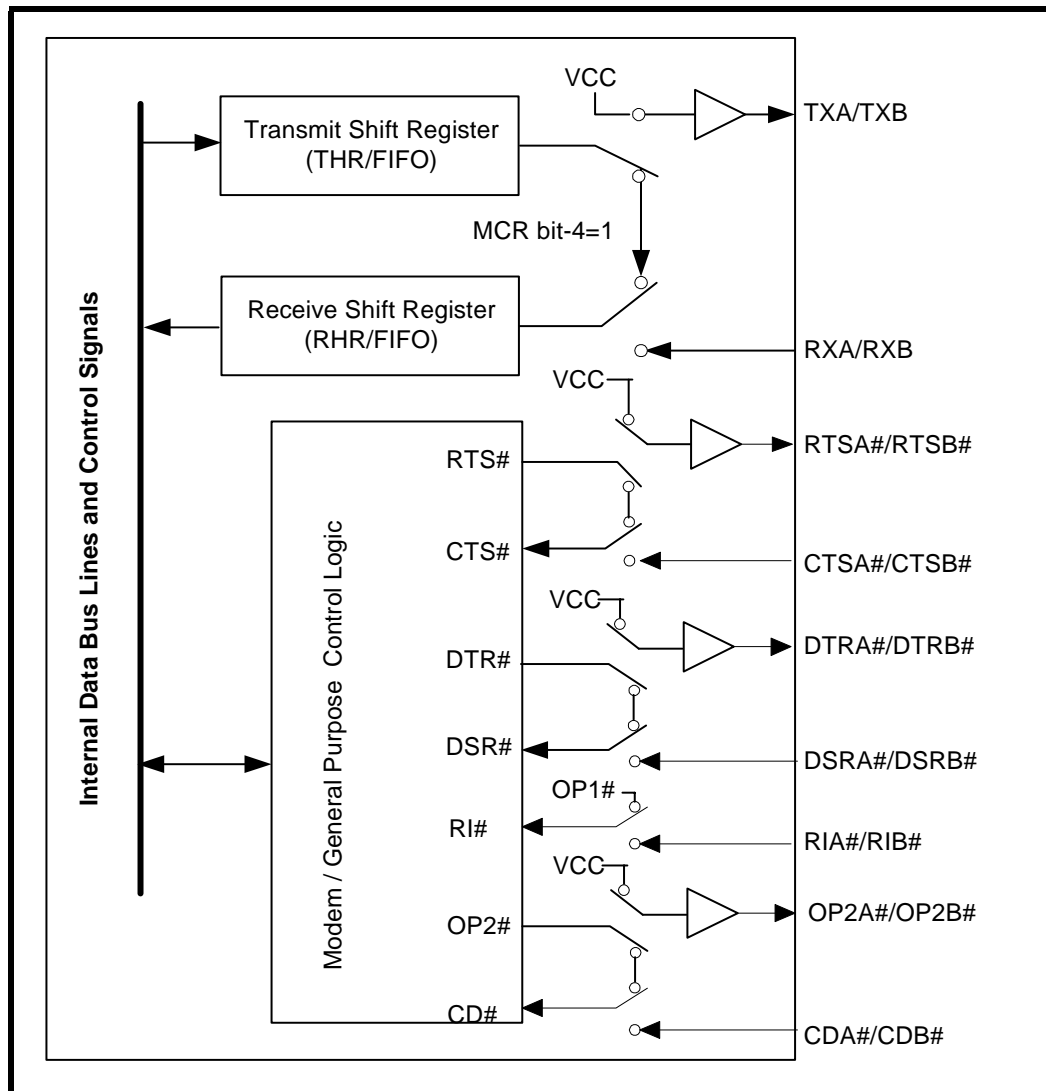 VCC
TXA/TXB
Transmit Shift Register
(THR/FIFO)
MCR bit-4=1
Receive Shift Register
(RHR/FIFO)
RXA/RXB
Internal Data Bus Lines and Control Signals
VCC
RTSA#/RTSB#
RTS#
CTS#
CTSA#/CTSB#
Modem / General Purpose Control Logic
VCC
DTRA#/DTRB#
DTR#
DSR#
DSRA#/DSRB#
OP1#
RI#
RIA#/RIB#
VCC
OP2A#/OP2B#
OP2#
CD#
CDA#/CDB#